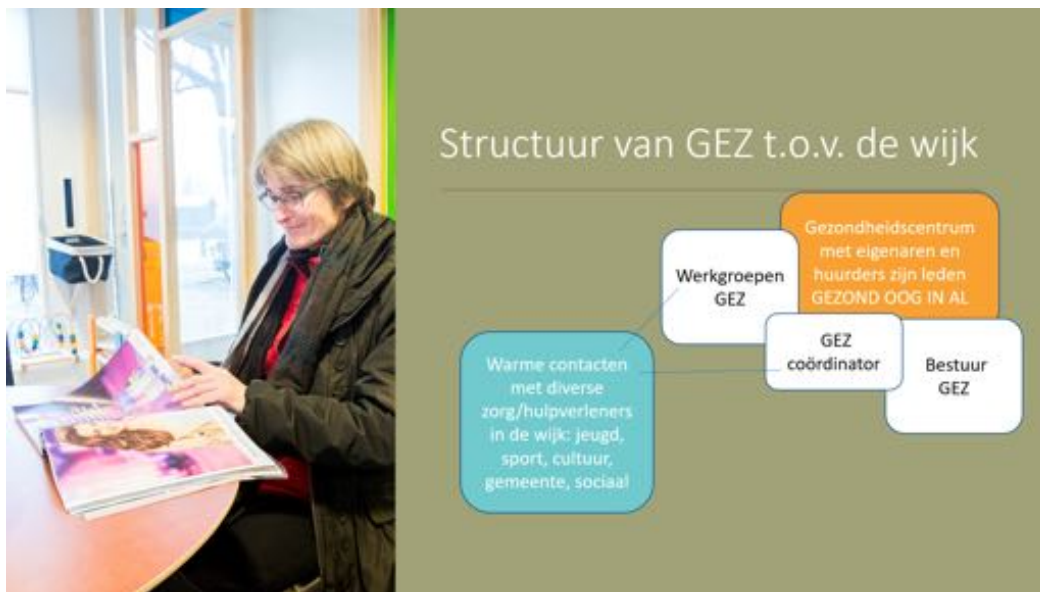 Structuur van GEZ t.o.v. de wijk
Gezondheidscentrum
met eigenaren en
huurders zijn leden
GEZOND OOG IN AL
Werkgroepen
GEZ
GEZ
coördinator
Bestuur
GEZ
Warme contacten
met diverse
zorg/hulpverleners
in de wijk: jeugd,
sport, cultuur,
gemeente, sociaal